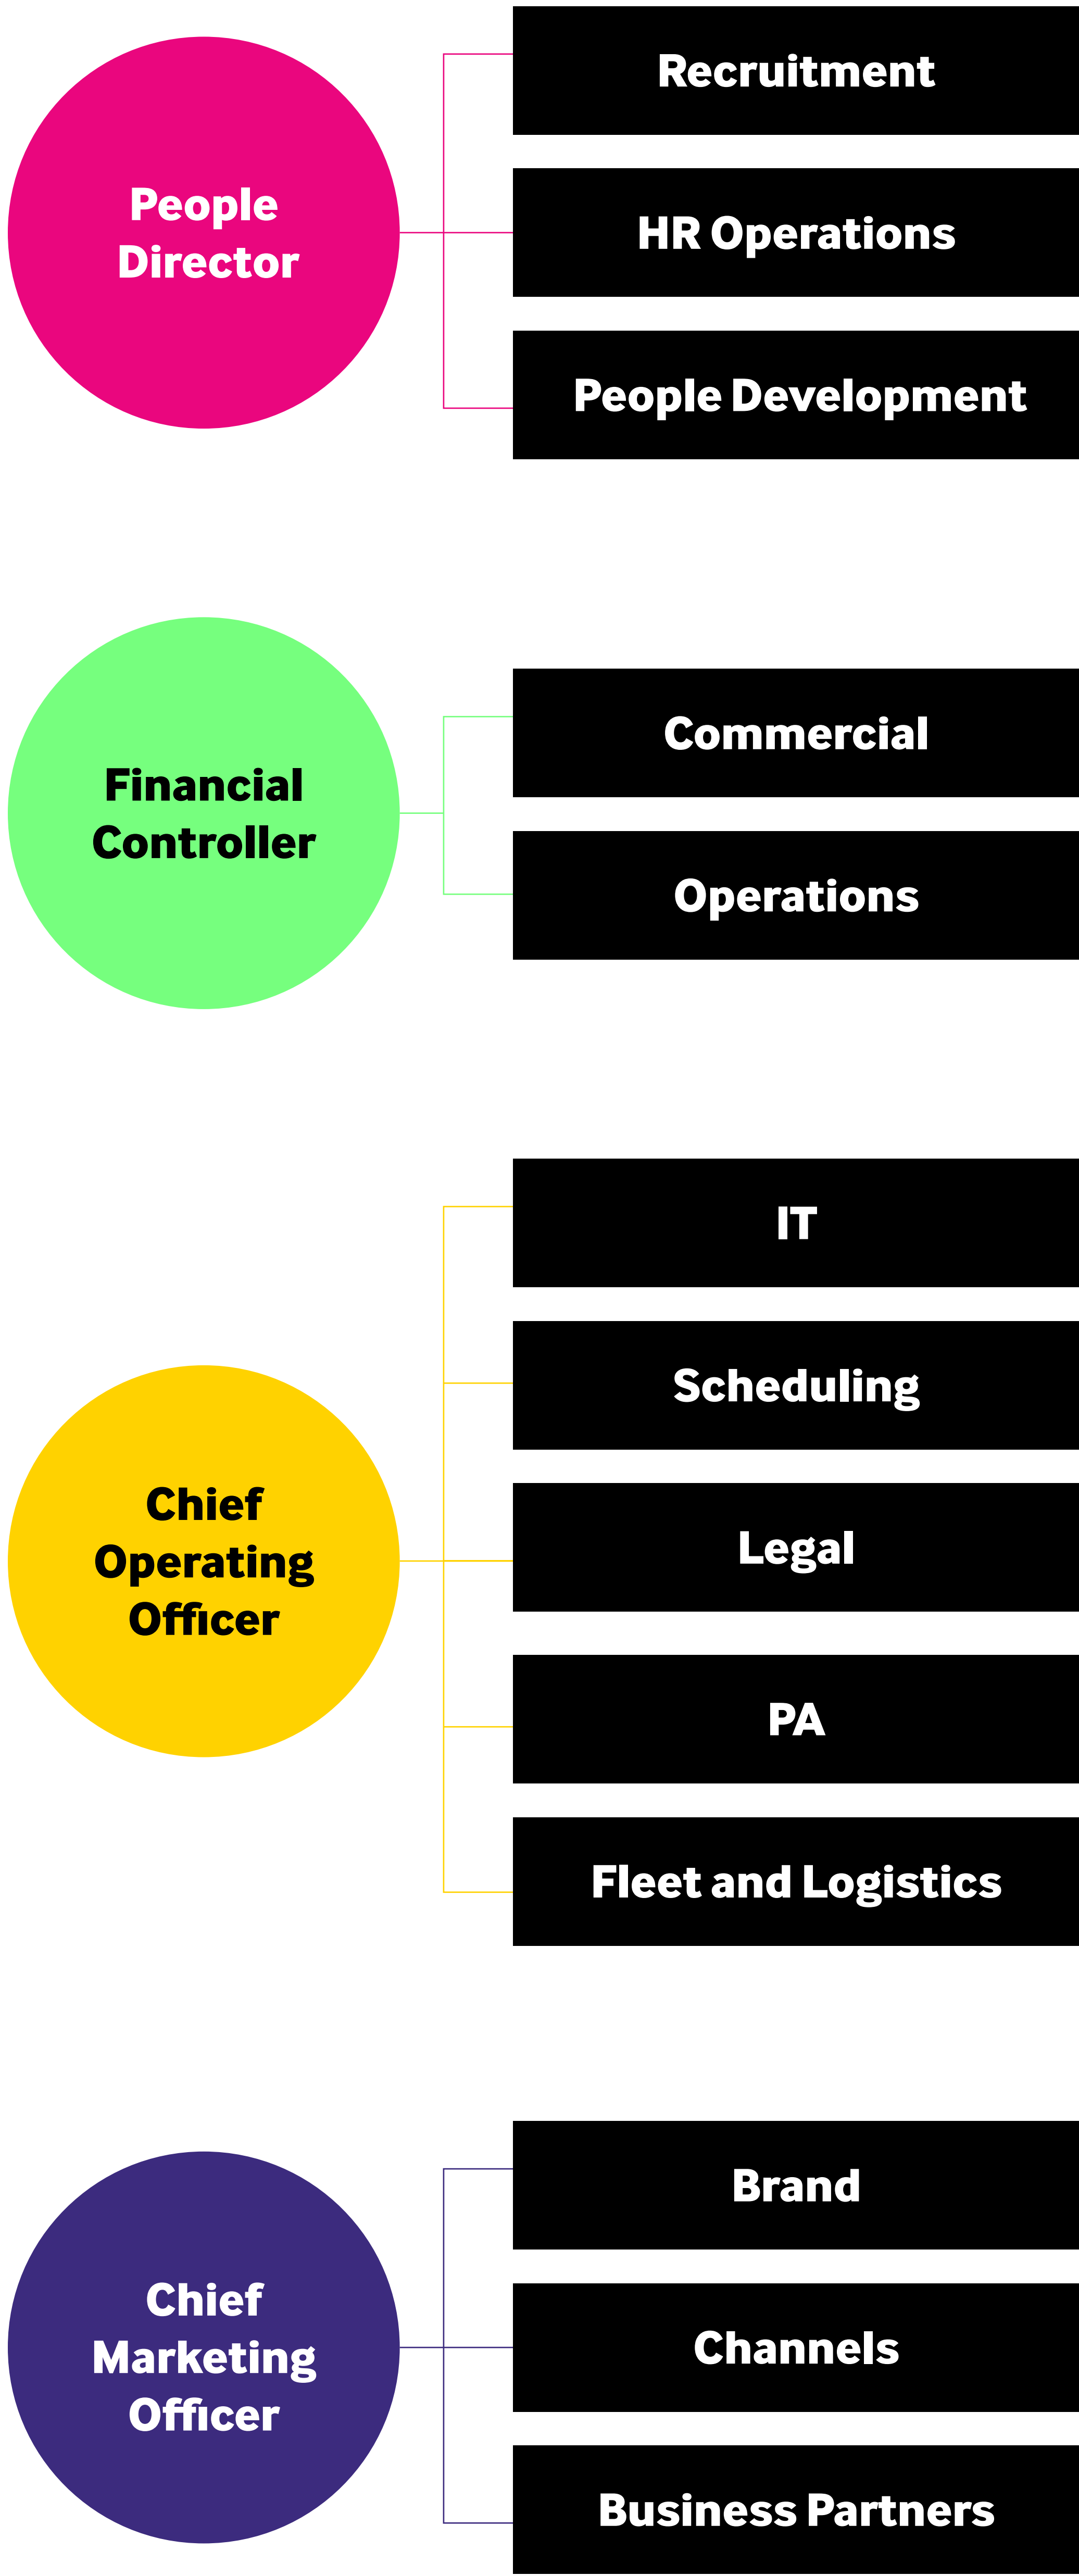 People
Director
Recruitment
HR Operations
People Development
Financial
Controller
Commercial
Operations
Chief
Operating
Officer
IT
Scheduling
Legal
PA
Fleet and Logistics
Chief
Marketing
Officer
Brand
Channels
Business Partners